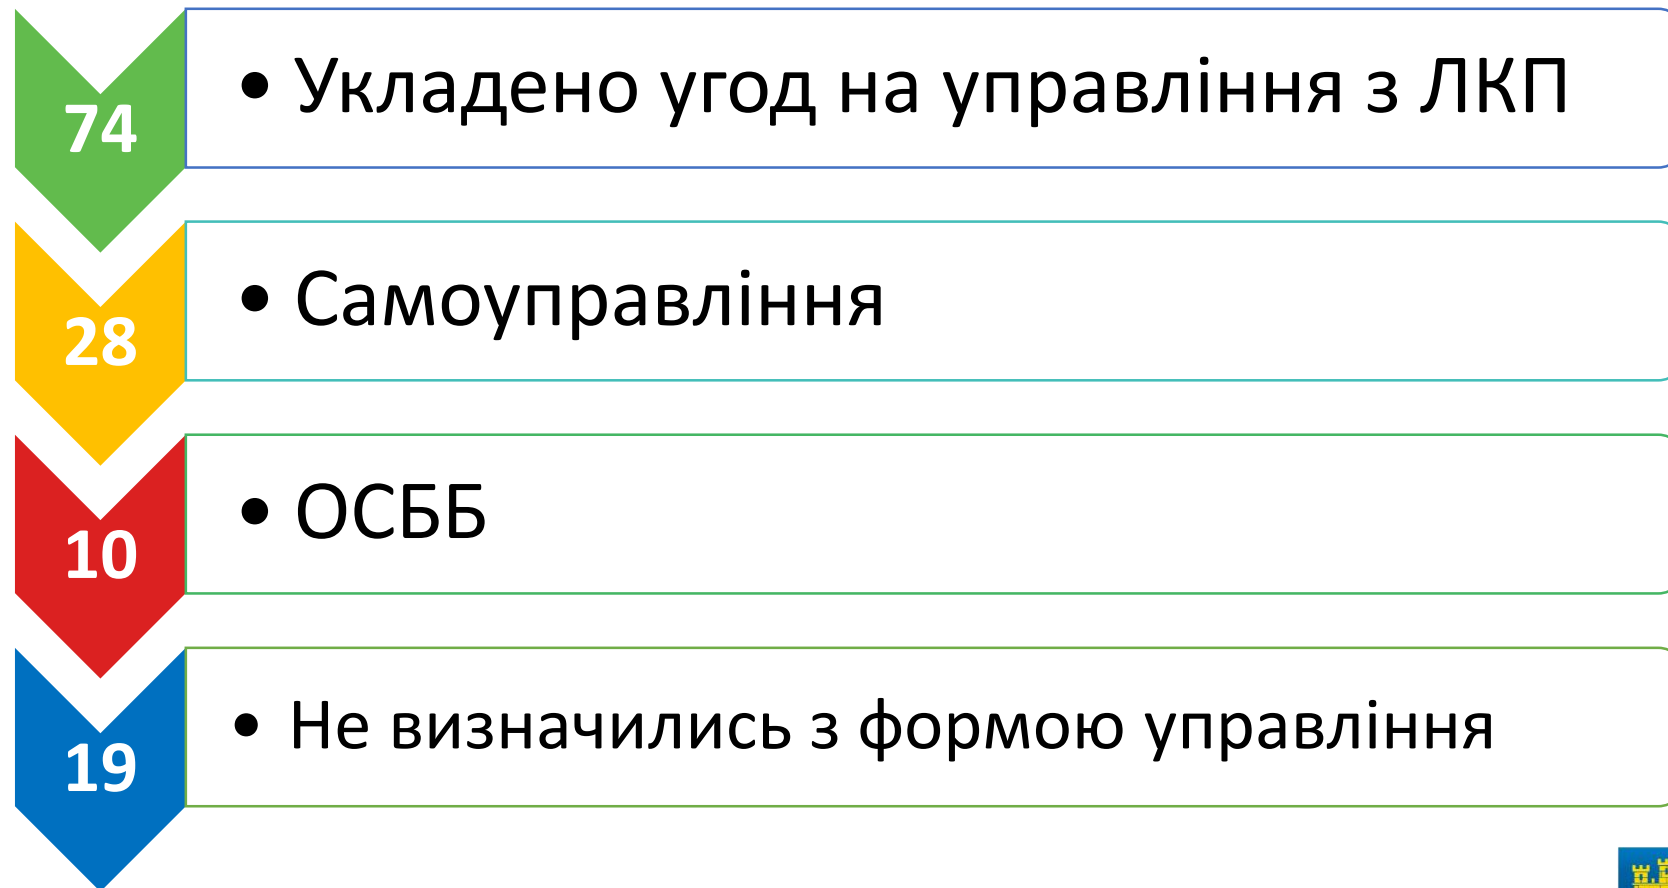 74
• Укладено угод на управління з ЛКП
28
• Самоуправління
10
• ОСББ
19
• Не визначились з формою управління